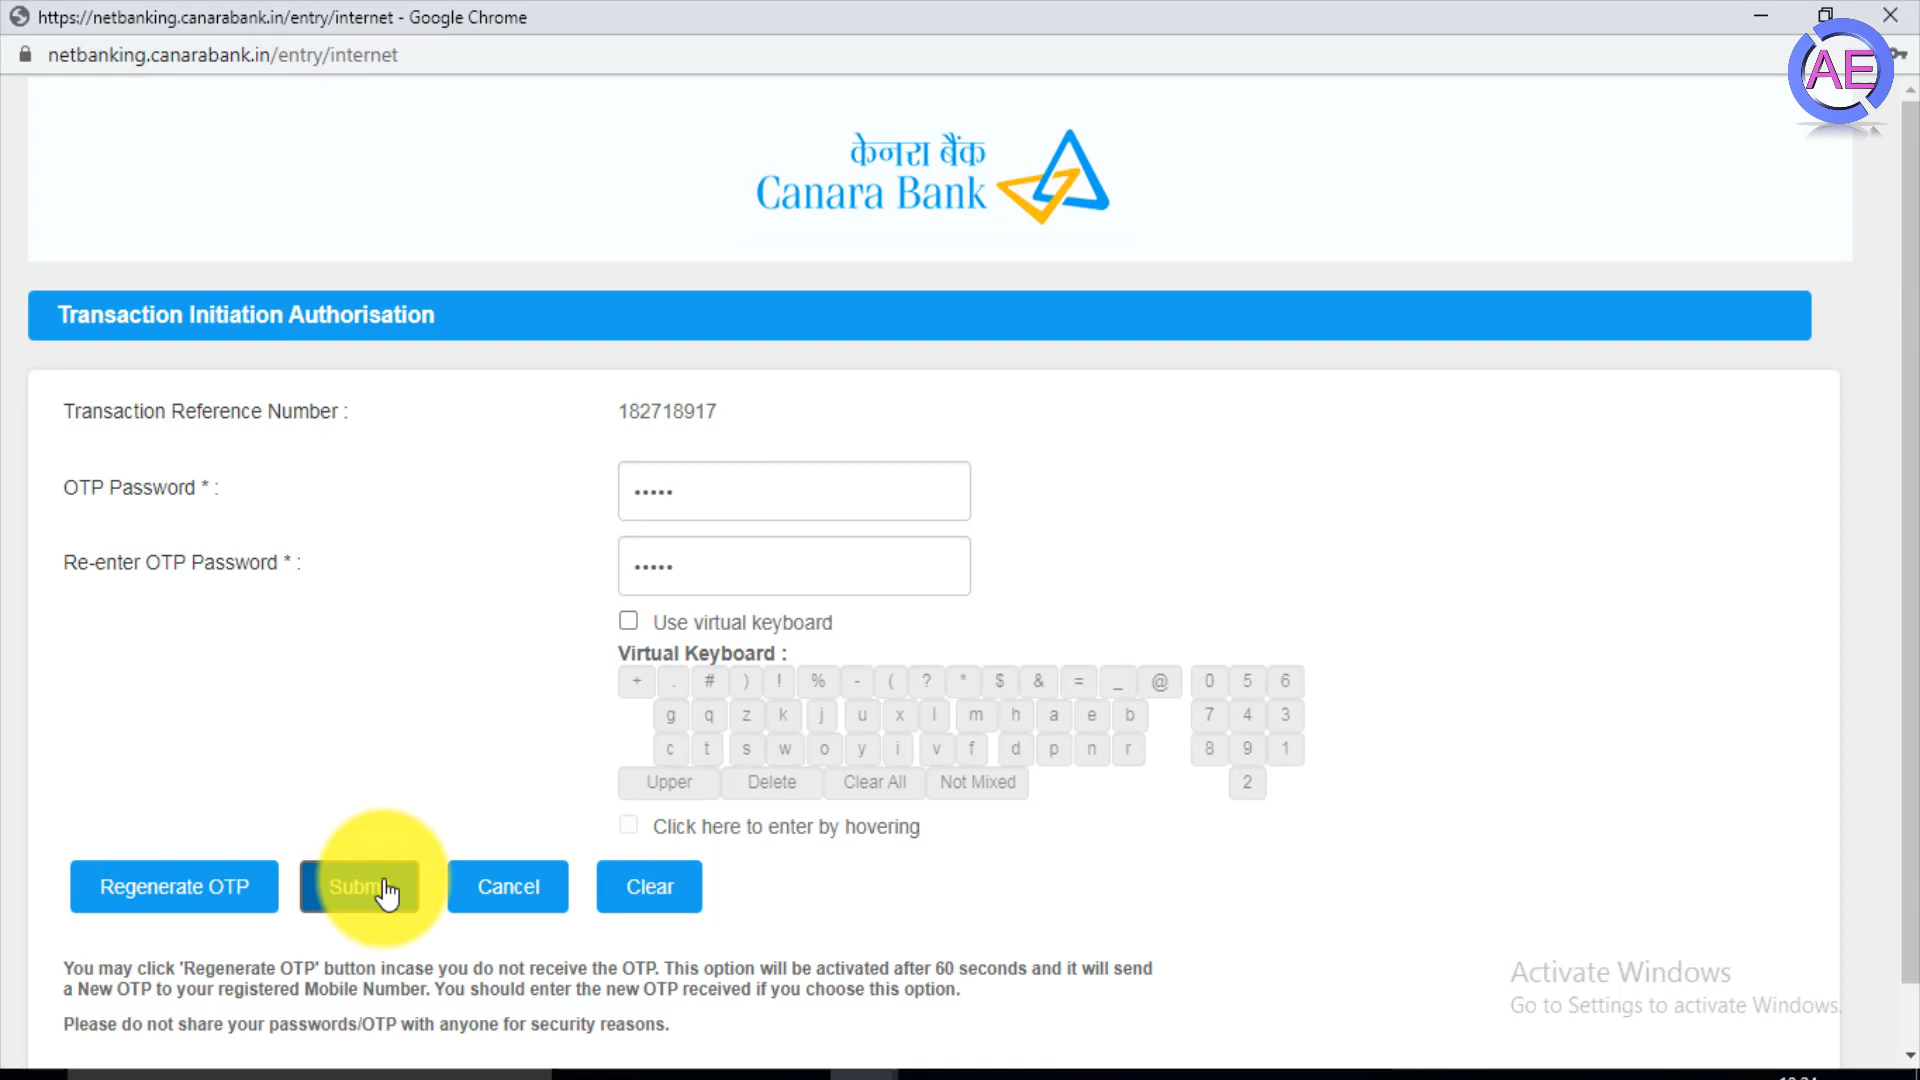 https://netbanking.canarabank.in/entry/internet - Google Chrome
netbanking.canarabank.in/entry/internet
AE
केनरा बैंक
Canara Bank
Transaction Initiation Authorisation
Transaction Reference Number : 182718917
OTP Password * : •••••
Re-enter OTP Password * : •••••
Use virtual keyboard
Virtual Keyboard :
+ . # ) ! % - ( ? * $ & = _ @ 0 5 6
g q z k j u x l m h a e b 7 4 3
c t s w o y i v f d p n r 8 9 1
Upper Delete Clear All Not Mixed 2
Click here to enter by hovering
Regenerate OTP Cancel Clear
You may click 'Regenerate OTP' button incase you do not receive the OTP. This option will be activated after 60 seconds and it will send
a New OTP to your registered Mobile Number. You should enter the new OTP received if you choose this option.
Please do not share your passwords/OTP with anyone for security reasons.
Activate Windows
Go to Settings to activate Windows.